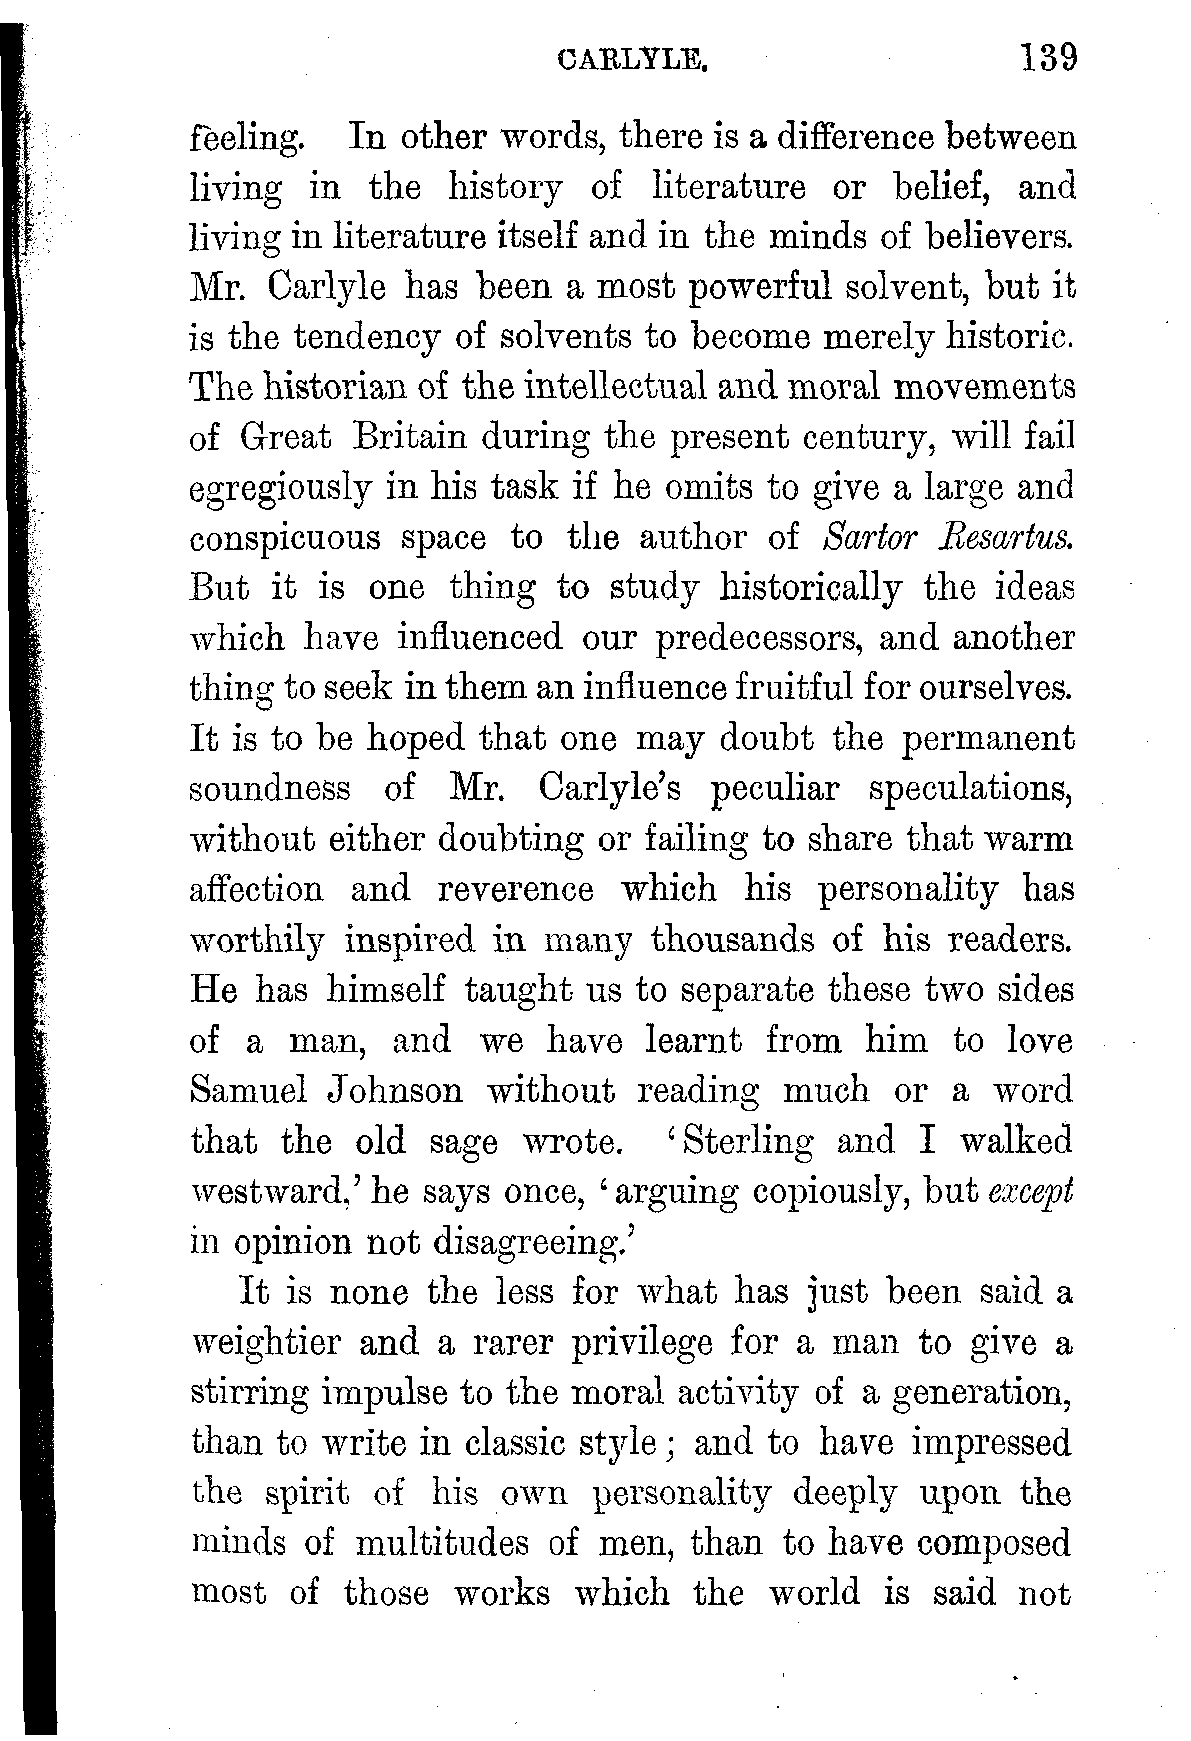 CARLYLE. 139
feeling. In other words, there is a difference between
living in the history of literature or belief, and
living in literature itself and in the minds of believers.
Mr. Carlyle has been a most powerful solvent, but it
is the tendency of solvents to become merely historic.
The historian of the intellectual and moral movements
of Great Britain during the present century, will fail
egregiously in his task if he omits to give a large and
conspicuous space to the author of Sartor Resartus.
But it is one thing to study historically the ideas
which have influenced our predecessors, and another
thing to seek in them an influence fruitful for ourselves.
It is to be hoped that one may doubt the permanent
soundness of Mr. Carlyle's peculiar speculations,
without either doubting or failing to share that warm
affection and reverence which his personality has
worthily inspired in many thousands of his readers.
He has himself taught us to separate these two sides
of a man, and we have learnt from him to love
Samuel Johnson without reading much or a word
that the old sage wrote. ‘Sterling and I walked
westward,’ he says once, ‘arguing copiously, but except
in opinion not disagreeing.’
It is none the less for what has just been said a
weightier and a rarer privilege for a man to give a
stirring impulse to the moral activity of a generation,
than to write in classic style; and to have impressed
the spirit of his own personality deeply upon the
minds of multitudes of men, than to have composed
most of those works which the world is said not